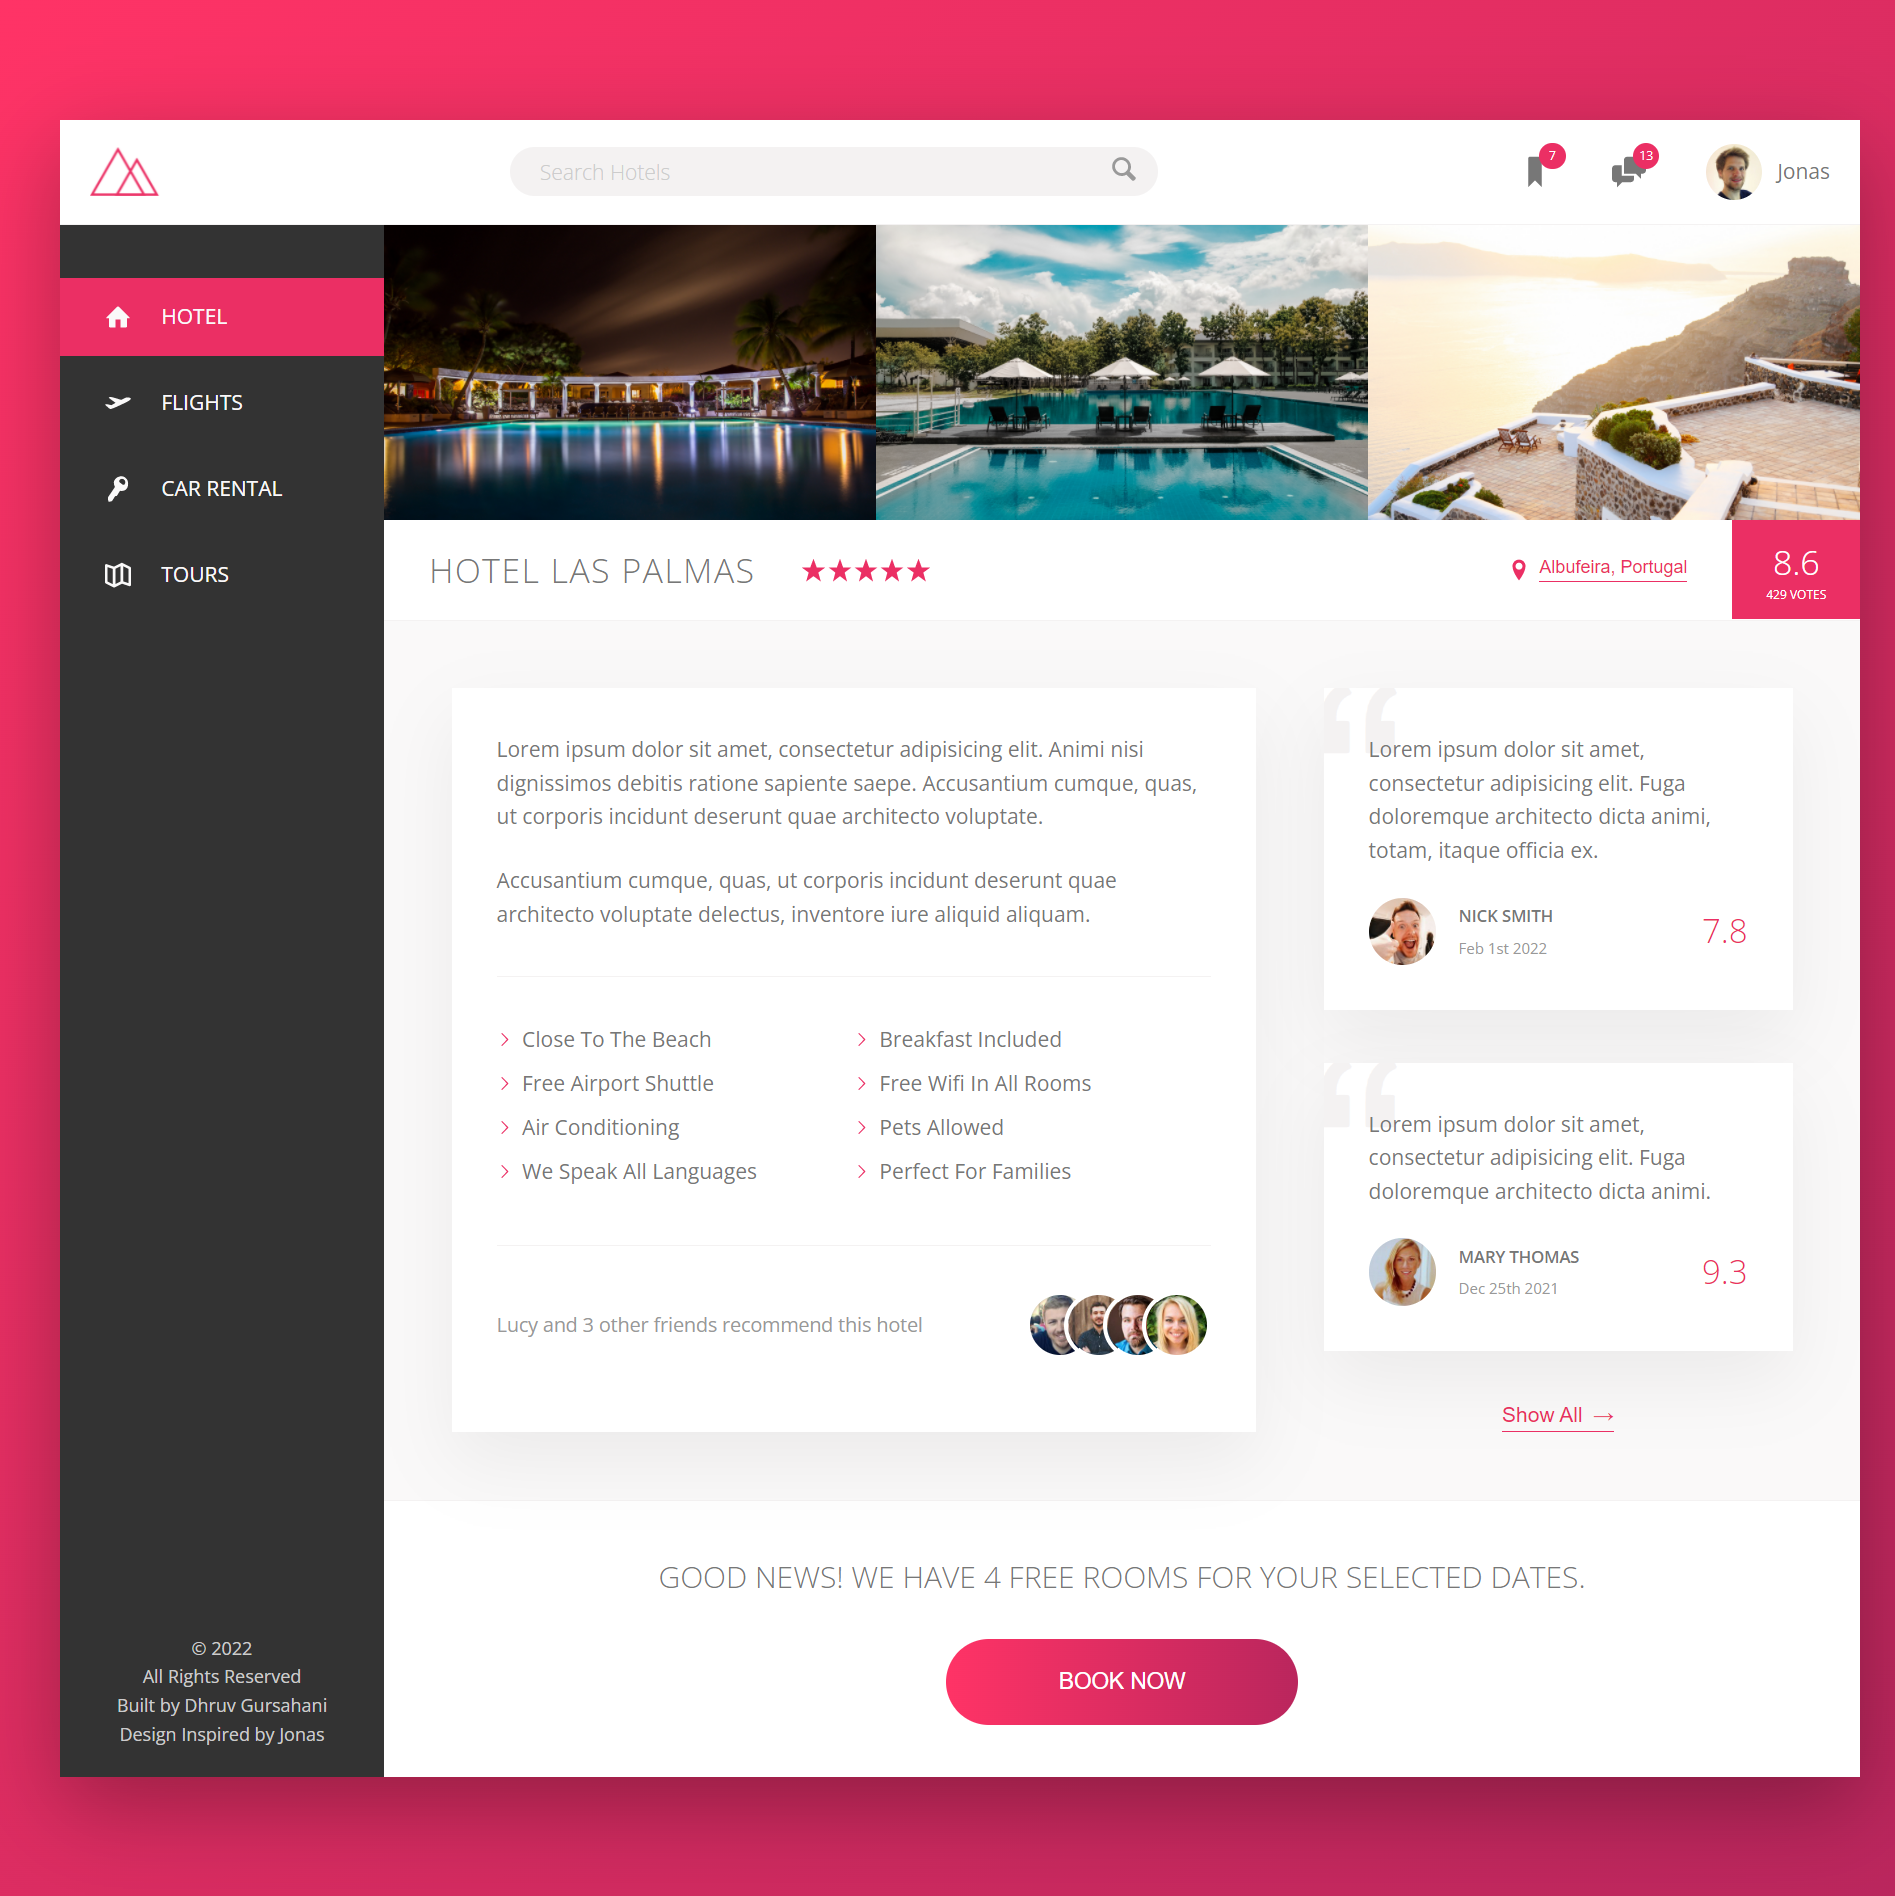 Search Hotels
7
13
Jonas
HOTEL
FLIGHTS
CAR RENTAL
TOURS
HOTEL LAS PALMAS
Albufeira, Portugal
8.6
429 VOTES
Lorem ipsum dolor sit amet, consectetur adipisicing elit. Animi nisi
dignissimos debitis ratione sapiente saepe. Accusantium cumque, quas,
ut corporis incidunt deserunt quae architecto voluptate.
Accusantium cumque, quas, ut corporis incidunt deserunt quae
architecto voluptate delectus, inventore iure aliquid aliquam.
Close To The Beach
Breakfast Included
Free Airport Shuttle
Free Wifi In All Rooms
Air Conditioning
Pets Allowed
We Speak All Languages
Perfect For Families
Lucy and 3 other friends recommend this hotel
“
Lorem ipsum dolor sit amet,
consectetur adipisicing elit. Fuga
doloremque architecto dicta animi,
totam, itaque officia ex.
NICK SMITH
Feb 1st 2022
7.8
“
Lorem ipsum dolor sit amet,
consectetur adipisicing elit. Fuga
doloremque architecto dicta animi.
MARY THOMAS
Dec 25th 2021
9.3
Show All →
GOOD NEWS! WE HAVE 4 FREE ROOMS FOR YOUR SELECTED DATES.
BOOK NOW
© 2022
All Rights Reserved
Built by Dhruv Gursahani
Design Inspired by Jonas